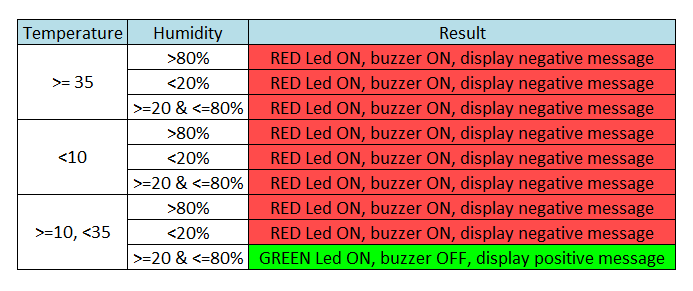 Temperature Humidity Result
>= 35 >80% RED Led ON, buzzer ON, display negative message
<20% RED Led ON, buzzer ON, display negative message
>=20 & <=80% RED Led ON, buzzer ON, display negative message
<10 >80% RED Led ON, buzzer ON, display negative message
<20% RED Led ON, buzzer ON, display negative message
>=20 & <=80% RED Led ON, buzzer ON, display negative message
>=10, <35 >80% RED Led ON, buzzer ON, display negative message
<20% RED Led ON, buzzer ON, display negative message
>=20 & <=80% GREEN Led ON, buzzer OFF, display positive message